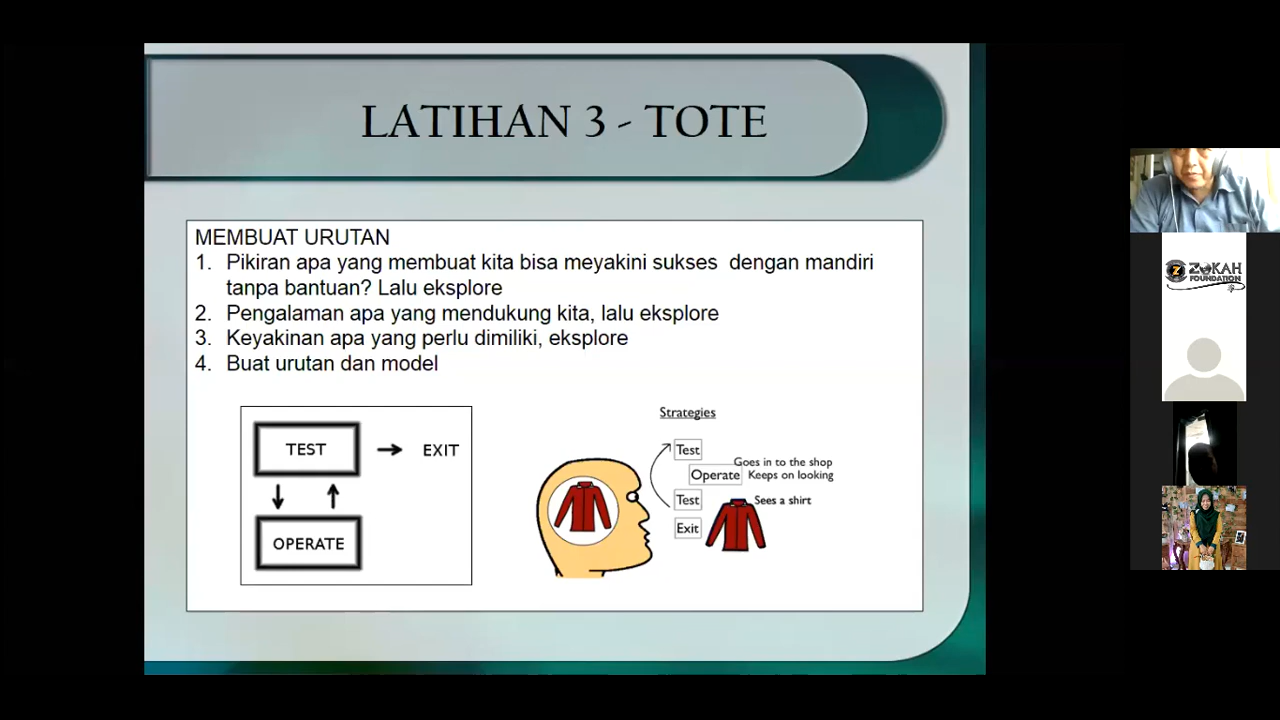 LATIHAN 3 - TOTE
MEMBUAT URUTAN
1. Pikiran apa yang membuat kita bisa meyakini sukses dengan mandiri
tanpa bantuan? Lalu eksplore
2. Pengalaman apa yang mendukung kita, lalu eksplore
3. Keyakinan apa yang perlu dimiliki, eksplore
4. Buat urutan dan model
TEST
EXIT
OPERATE
Strategies
Test
Goes in to the shop
Operate
Keeps on looking
Test
Sees a shirt
Exit
ZOKAH
FOUNDATION